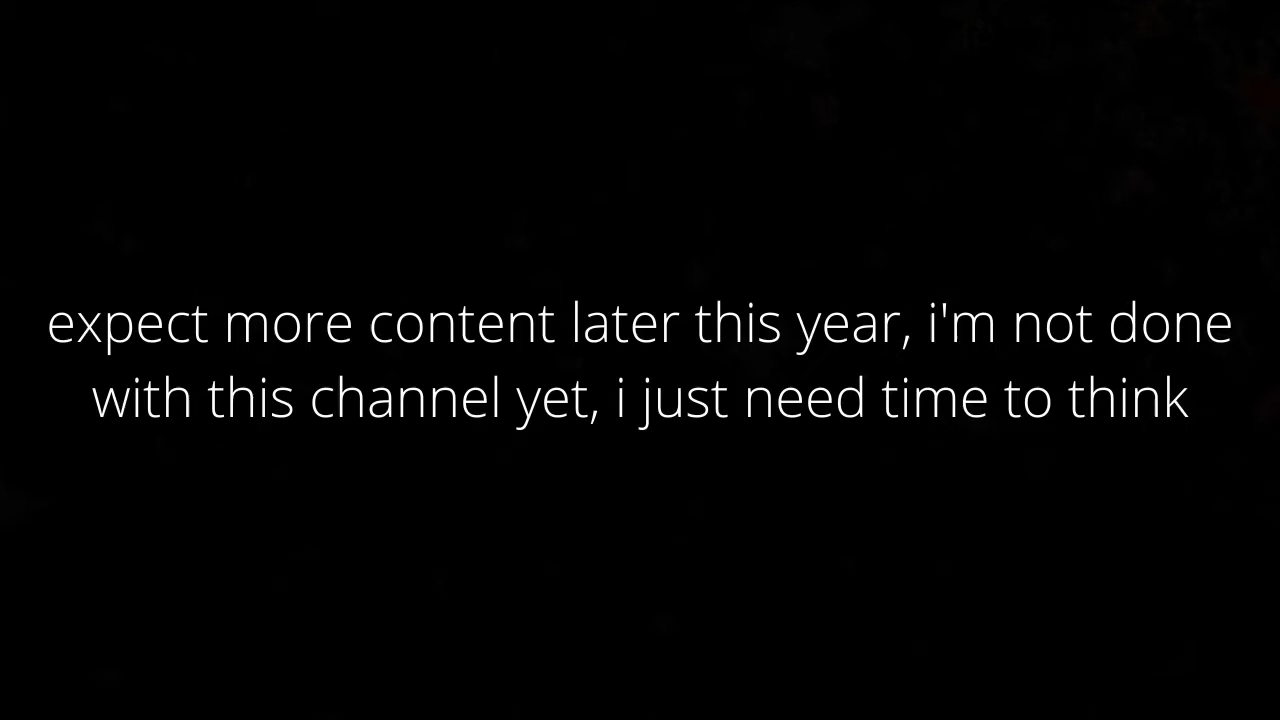 expect more content later this year, i'm not done
with this channel yet, i just need time to think